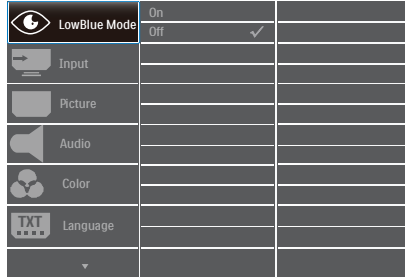 LowBlue Mode
On
Off
Input
Picture
Audio
Color
TXT
Language